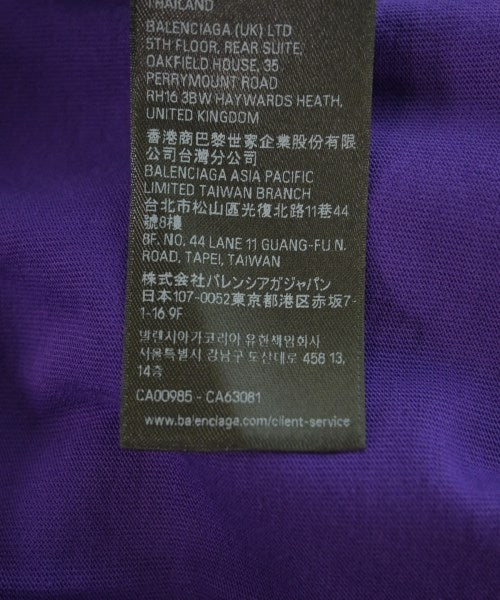 THAILAND
BALENCIAGA (UK) LTD
5TH FLOOR, REAR SUITE,
OAKFIELD HOUSE, 35
PERRYMOUNT ROAD
RH16 3BW HAYWARDS HEATH,
UNITED KINGDOM
香港商巴黎世家企業股份有限
公司台灣分公司
BALENCIAGA ASIA PACIFIC
LIMITED TAIWAN BRANCH
台北市松山區光復北路11巷44
號8樓
8F. NO. 44 LANE 11 GUANG-FU N.
ROAD, TAPEI, TAIWAN
株式会社バレンシアガジャパン
日本107-0052東京都港区赤坂7-
1-16 9F
발렌시아가코리아 유한책임회사
서울특별시 강남구 도산대로 458 13,
14층
CA00985 - CA63081
www.balenciaga.com/client-service